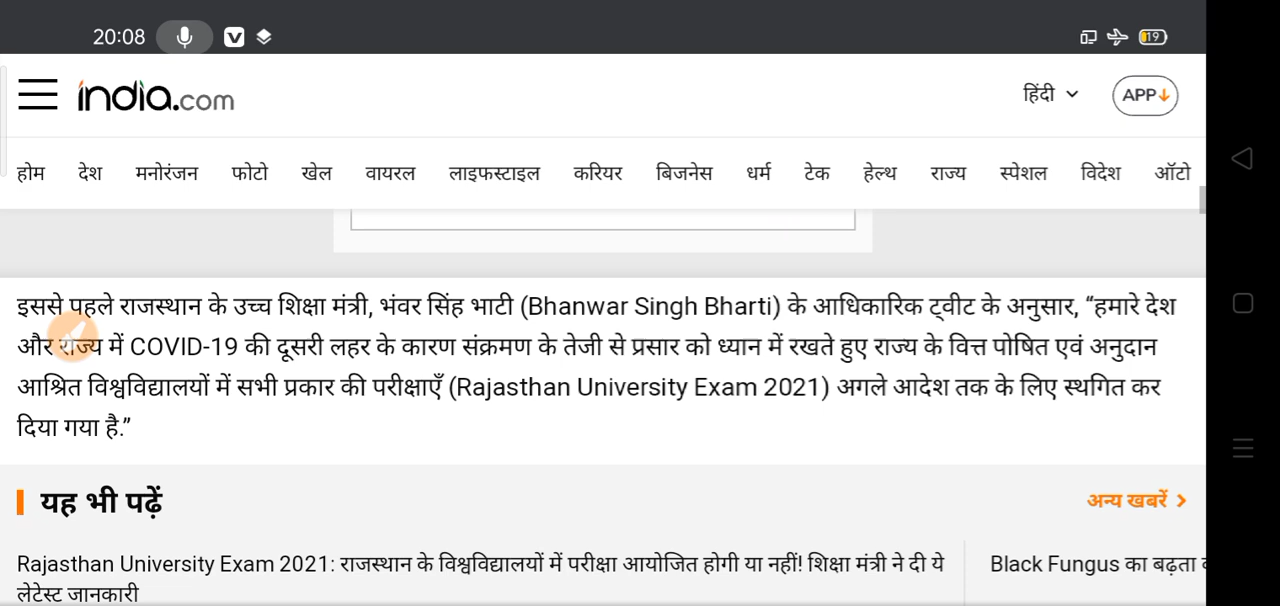 20:08
19
india.com
हिंदी
APP
होम देश मनोरंजन फोटो खेल वायरल लाइफस्टाइल करियर बिजनेस धर्म टेक हेल्थ राज्य स्पेशल विदेश ऑटो
इससे पहले राजस्थान के उच्च शिक्षा मंत्री, भंवर सिंह भाटी (Bhanwar Singh Bharti) के आधिकारिक ट्वीट के अनुसार, “हमारे देश
और राज्य में COVID-19 की दूसरी लहर के कारण संक्रमण के तेजी से प्रसार को ध्यान में रखते हुए राज्य के वित्त पोषित एवं अनुदान
आश्रित विश्वविद्यालयों में सभी प्रकार की परीक्षाएँ (Rajasthan University Exam 2021) अगले आदेश तक के लिए स्थगित कर
दिया गया है.”
यह भी पढ़ें
अन्य खबरें
Rajasthan University Exam 2021: राजस्थान के विश्वविद्यालयों में परीक्षा आयोजित होगी या नहीं! शिक्षा मंत्री ने दी ये
लेटेस्ट जानकारी
Black Fungus का बढ़ता